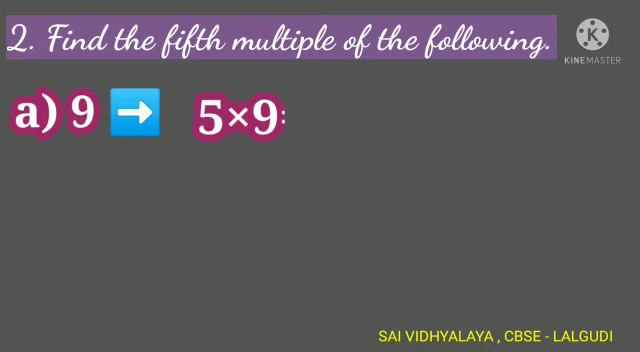 2. Find the fifth multiple of the following.
K
KINEMASTER
a) 9 ➡ 5×9=
SAI VIDHYALAYA , CBSE - LALGUDI